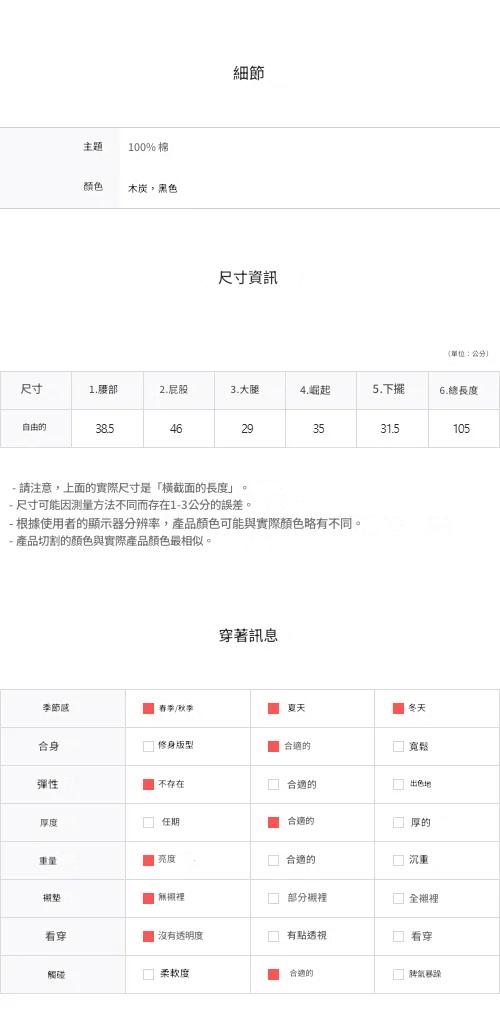 細節
主題 100% 棉
顏色 木炭，黑色
尺寸資訊
（單位：公分）
尺寸 1.腰部 2.屁股 3.大腿 4.崛起 5.下擺 6.總長度
自由的 38.5 46 29 35 31.5 105
- 請注意，上面的實際尺寸是「橫截面的長度」。
- 尺寸可能因測量方法不同而存在1-3公分的誤差。
- 根據使用者的顯示器分辨率，產品顏色可能與實際顏色略有不同。
- 產品切割的顏色與實際產品顏色最相似。
穿著訊息
季節感 春季/秋季 夏天 冬天
合身 修身版型 合適的 寬鬆
彈性 不存在 合適的 出色地
厚度 任期 合適的 厚的
重量 亮度 合適的 沉重
襯墊 無襯裡 部分襯裡 全襯裡
看穿 沒有透明度 有點透視 看穿
觸碰 柔軟度 合適的 脾氣暴躁